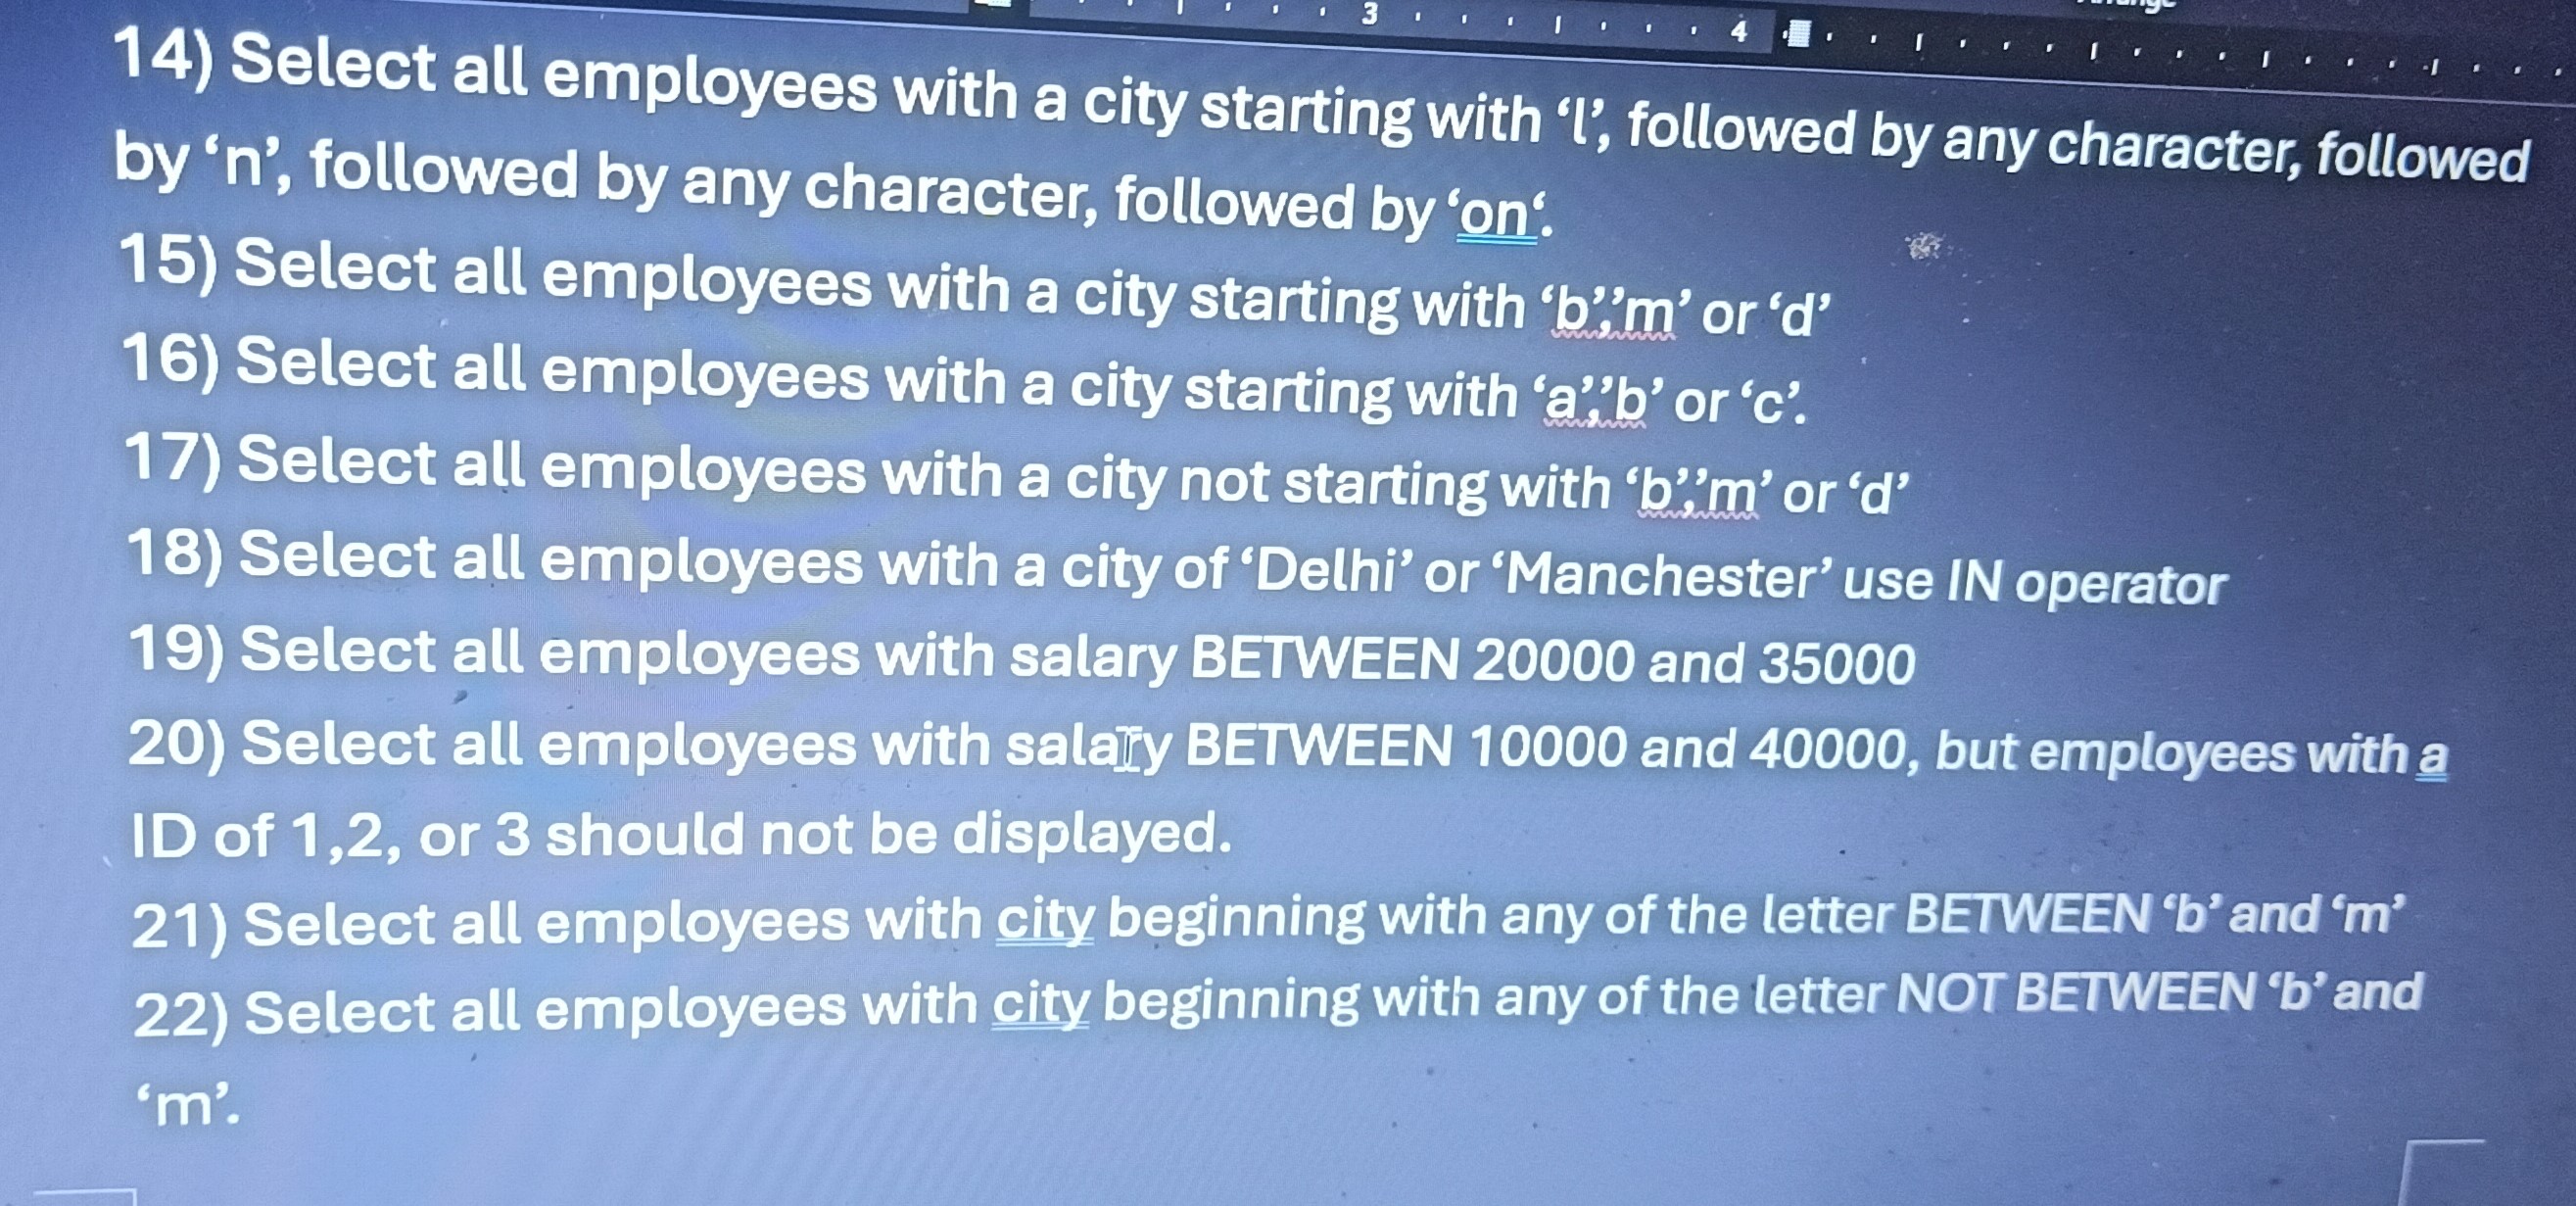 3 4
14) Select all employees with a city starting with ‘l’, followed by any character, followed
by ‘n’, followed by any character, followed by ‘on‘.
15) Select all employees with a city starting with ‘b’,’m’ or ‘d’
16) Select all employees with a city starting with ‘a’,’b’ or ‘c’.
17) Select all employees with a city not starting with ‘b’,’m’ or ‘d’
18) Select all employees with a city of ‘Delhi’ or ‘Manchester’ use IN operator
19) Select all employees with salary BETWEEN 20000 and 35000
20) Select all employees with salary BETWEEN 10000 and 40000, but employees with a
ID of 1,2, or 3 should not be displayed.
21) Select all employees with city beginning with any of the letter BETWEEN ‘b’ and ‘m’
22) Select all employees with city beginning with any of the letter NOT BETWEEN ‘b’ and
‘m’.